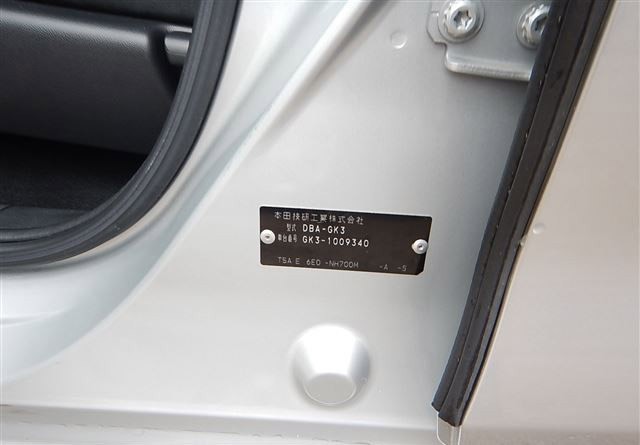 本田技研工業株式会社
型式 DBA-GK3
車台番号 GK3-1009340
T5A E 6E0 -NH700M -A -5